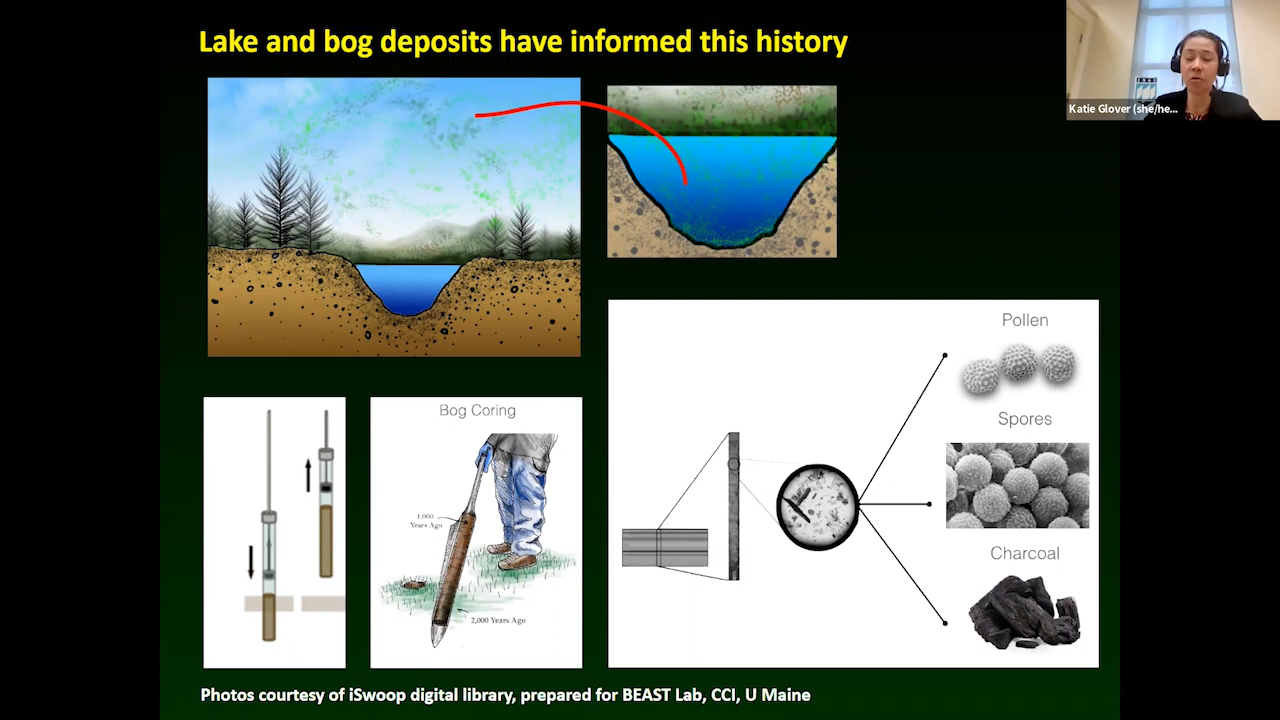 Lake and bog deposits have informed this history
Katie Glover (she/he...
Pollen
Spores
Charcoal
Bog Coring
1,000
Years Ago
2,000 Years Ago
Photos courtesy of iSwoop digital library, prepared for BEAST Lab, CCI, U Maine